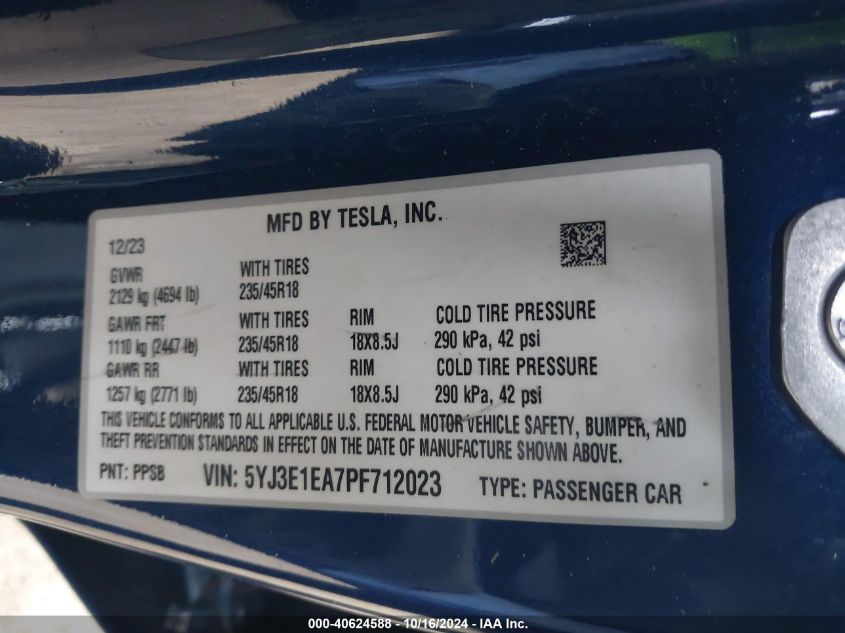 MFD BY TESLA, INC.
12/23
GVWR WITH TIRES
2129 kg (4694 lb) 235/45R18
GAWR FRT WITH TIRES RIM COLD TIRE PRESSURE
1110 kg (2447 lb) 235/45R18 18X8.5J 290 kPa, 42 psi
GAWR RR WITH TIRES RIM COLD TIRE PRESSURE
1257 kg (2771 lb) 235/45R18 18X8.5J 290 kPa, 42 psi
THIS VEHICLE CONFORMS TO ALL APPLICABLE U.S. FEDERAL MOTOR VEHICLE SAFETY, BUMPER, AND
THEFT PREVENTION STANDARDS IN EFFECT ON THE DATE OF MANUFACTURE SHOWN ABOVE.
PNT: PPSB VIN: 5YJ3E1EA7PF712023 TYPE: PASSENGER CAR
000-40624588 - 10/16/2024 - IAA Inc.